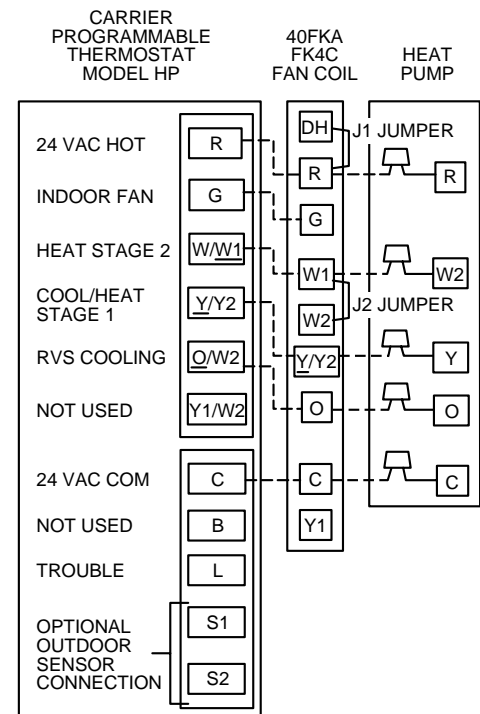 CARRIER
PROGRAMMABLE
THERMOSTAT
MODEL HP
40FKA
FK4C
FAN COIL
HEAT
PUMP
24 VAC HOT
R
DH
J1 JUMPER
R
R
INDOOR FAN
G
G
HEAT STAGE 2
W/W1
W1
W2
COOL/HEAT
STAGE 1
Y/Y2
W2
J2 JUMPER
RVS COOLING
O/W2
Y/Y2
Y
NOT USED
Y1/W2
O
O
24 VAC COM
C
C
C
NOT USED
B
Y1
TROUBLE
L
OPTIONAL
OUTDOOR
SENSOR
CONNECTION
S1
S2